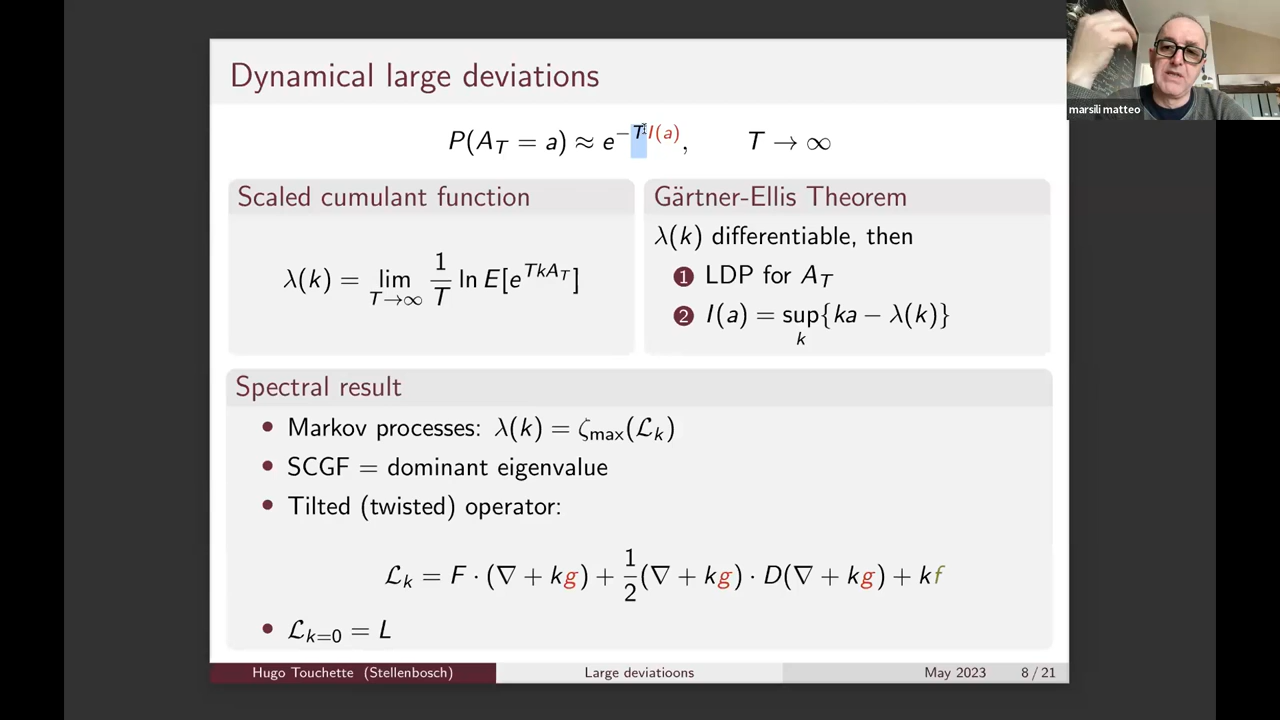 marsili matteo
Dynamical large deviations
P(A_T = a) ≈ e^{−T I(a)}, T → ∞
Scaled cumulant function
λ(k) = lim_{T→∞} 1/T ln E[e^{TkA_T}]
Gärtner-Ellis Theorem
λ(k) differentiable, then
1 LDP for A_T
2 I(a) = sup_k {ka − λ(k)}
Spectral result
• Markov processes: λ(k) = ζ_max(ℒ_k)
• SCGF = dominant eigenvalue
• Tilted (twisted) operator:
ℒ_k = F · (∇ + kg) + 1/2 (∇ + kg) · D(∇ + kg) + kf
• ℒ_{k=0} = L
Hugo Touchette (Stellenbosch) Large deviatioons May 2023 8 / 21